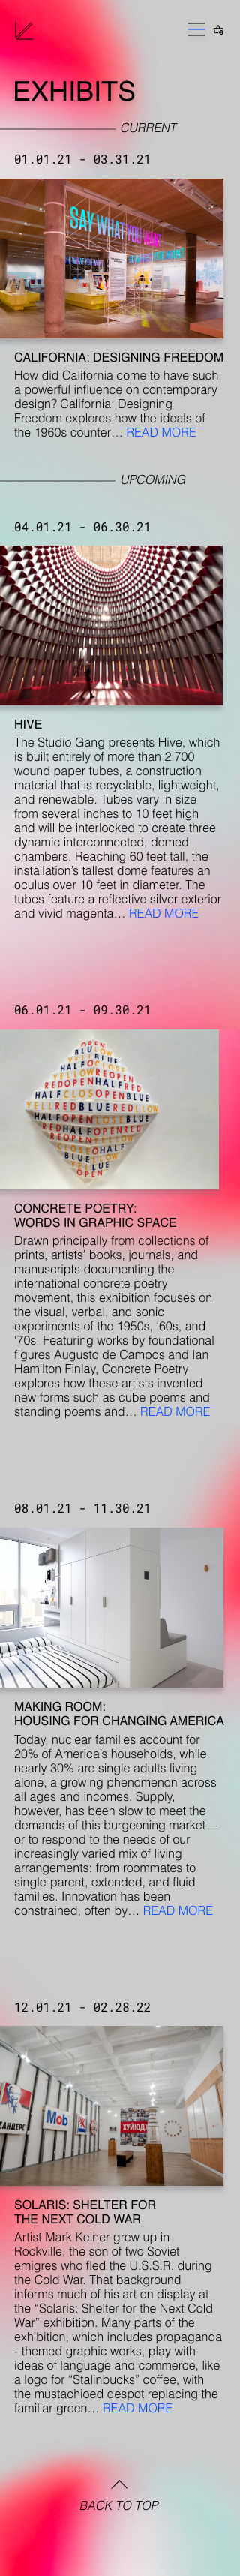 EXHIBITS
CURRENT
01.01.21 - 03.31.21
SAY WHAT YOU
CALIFORNIA: DESIGNING FREEDOM
How did California come to have such
a powerful influence on contemporary
design? California: Designing
Freedom explores how the ideals of
the 1960s counter… READ MORE
UPCOMING
04.01.21 - 06.30.21
HIVE
The Studio Gang presents Hive, which
is built entirely of more than 2,700
wound paper tubes, a construction
material that is recyclable, lightweight,
and renewable. Tubes vary in size
from several inches to 10 feet high
and will be interlocked to create three
dynamic interconnected, domed
chambers. Reaching 60 feet tall, the
installation’s tallest dome features an
oculus over 10 feet in diameter. The
tubes feature a reflective silver exterior
and vivid magenta… READ MORE
06.01.21 - 09.30.21
CONCRETE POETRY:
WORDS IN GRAPHIC SPACE
Drawn principally from collections of
prints, artists’ books, journals, and
manuscripts documenting the
international concrete poetry
movement, this exhibition focuses on
the visual, verbal, and sonic
experiments of the 1950s, ‘60s, and
‘70s. Featuring works by foundational
figures Augusto de Campos and Ian
Hamilton Finlay, Concrete Poetry
explores how these artists invented
new forms such as cube poems and
standing poems and… READ MORE
08.01.21 - 11.30.21
MAKING ROOM:
HOUSING FOR CHANGING AMERICA
Today, nuclear families account for
20% of America’s households, while
nearly 30% are single adults living
alone, a growing phenomenon across
all ages and incomes. Supply,
however, has been slow to meet the
demands of this burgeoning market—
or to respond to the needs of our
increasingly varied mix of living
arrangements: from roommates to
single-parent, extended, and fluid
families. Innovation has been
constrained, often by… READ MORE
12.01.21 - 02.28.22
Mob
SOLARIS: SHELTER FOR
THE NEXT COLD WAR
Artist Mark Kelner grew up in
Rockville, the son of two Soviet
emigres who fled the U.S.S.R. during
the Cold War. That background
informs much of his art on display at
the “Solaris: Shelter for the Next Cold
War” exhibition. Many parts of the
exhibition, which includes propaganda
- themed graphic works, play with
ideas of language and commerce, like
a logo for “Stalinbucks” coffee, with
the mustachioed despot replacing the
familiar green… READ MORE
BACK TO TOP